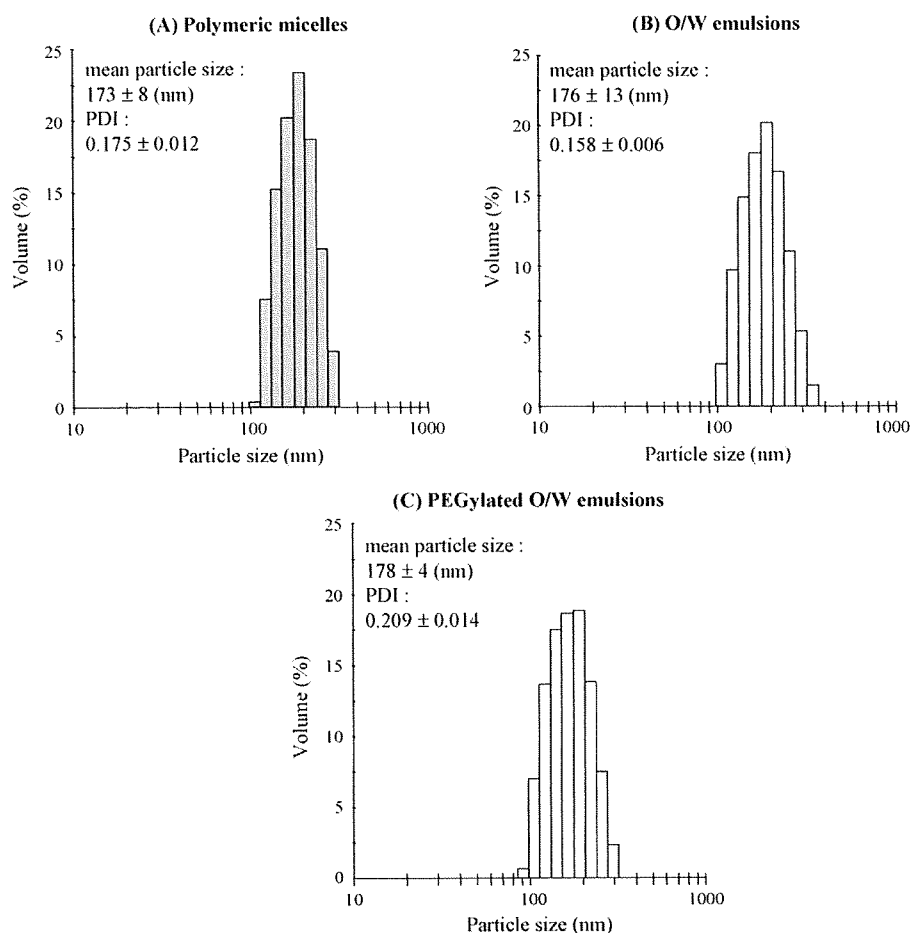 (A) Polymeric micelles
mean particle size :
173 ± 8 (nm)
PDI :
0.175 ± 0.012
25
20
15
10
5
0
Volume (%)
10
100
1000
Particle size (nm)
(B) O/W emulsions
mean particle size :
176 ± 13 (nm)
PDI :
0.158 ± 0.006
25
20
15
10
5
0
Volume (%)
10
100
1000
Particle size (nm)
(C) PEGylated O/W emulsions
mean particle size :
178 ± 4 (nm)
PDI :
0.209 ± 0.014
25
20
15
10
5
0
Volume (%)
10
100
1000
Particle size (nm)